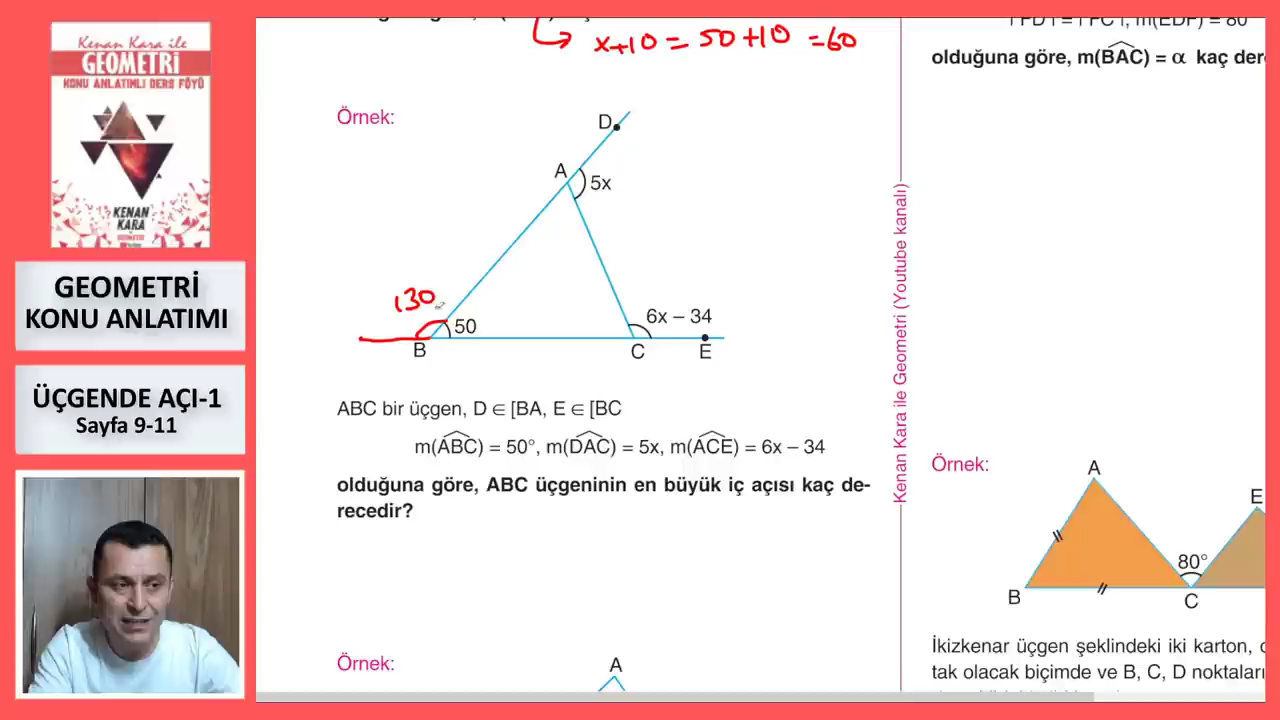 Kenan Kara ile
GEOMETRİ
KONU ANLATIMLI DERS FÖYÜ
KENAN
KARA
GEOMETRİ
KONU ANLATIMI
ÜÇGENDE AÇI-1
Sayfa 9-11
x+10 = 50+10 = 60
Örnek:
D
A
5x
130
50
6x – 34
B
C
E
ABC bir üçgen, D ∈ [BA, E ∈ [BC
m(ABC) = 50°, m(DAC) = 5x, m(ACE) = 6x – 34
olduğuna göre, ABC üçgeninin en büyük iç açısı kaç de-
recedir?
Örnek:
A
Kenan Kara ile Geometri (Youtube kanalı)
olduğuna göre, m(BAC) = α kaç
Örnek:
A
E
80°
B
C
İkizkenar üçgen şeklindeki iki karton,
tak olacak biçimde ve B, C, D noktaları